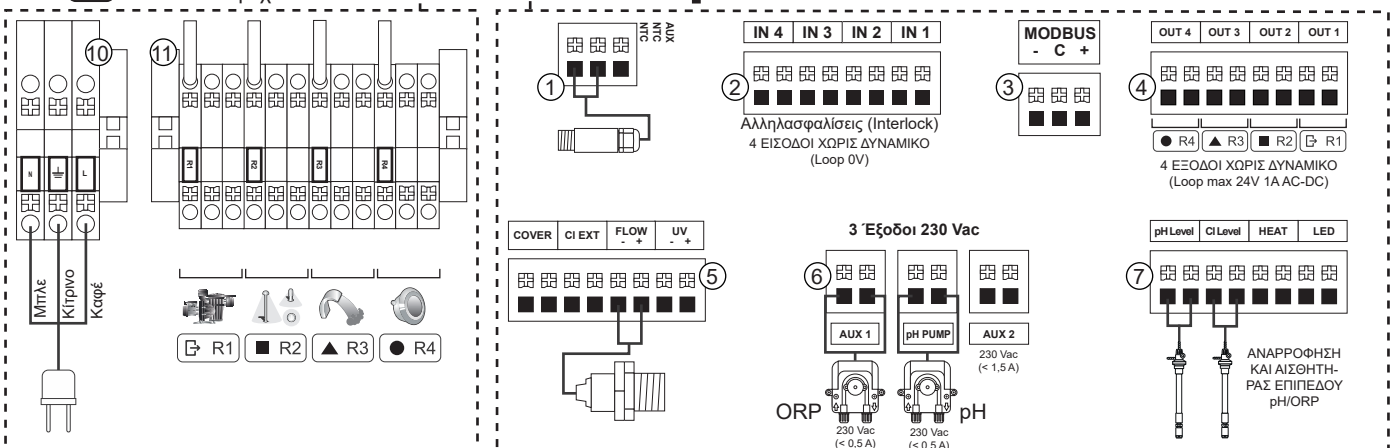 10
N
L
Μπλε
Κίτρινο
Καφέ
11
R1
R2
R3
R4
R1
R2
R3
R4
1
NTC
NTC
AUX
2
IN 4 IN 3 IN 2 IN 1
Αλληλασφαλίσεις (Interlock)
4 ΕΙΣΟΔΟΙ ΧΩΡΙΣ ΔΥΝΑΜΙΚΟ
(Loop 0V)
3
MODBUS
- C +
4
OUT 4 OUT 3 OUT 2 OUT 1
R4 R3 R2 R1
4 ΕΞΟΔΟΙ ΧΩΡΙΣ ΔΥΝΑΜΙΚΟ
(Loop max 24V 1A AC-DC)
5
COVER Cl EXT FLOW UV
- + - +
3 Έξοδοι 230 Vac
6
AUX 1
pH PUMP
AUX 2
230 Vac
(< 1,5 A)
ORP
230 Vac
(< 0,5 A)
pH
230 Vac
(< 0,5 A)
7
pH Level Cl Level HEAT LED
ΑΝΑΡΡΟΦΗΣΗ
ΚΑΙ ΑΙΣΘΗΤΗ-
ΡΑΣ ΕΠΙΠΕΔΟΥ
pH/ORP